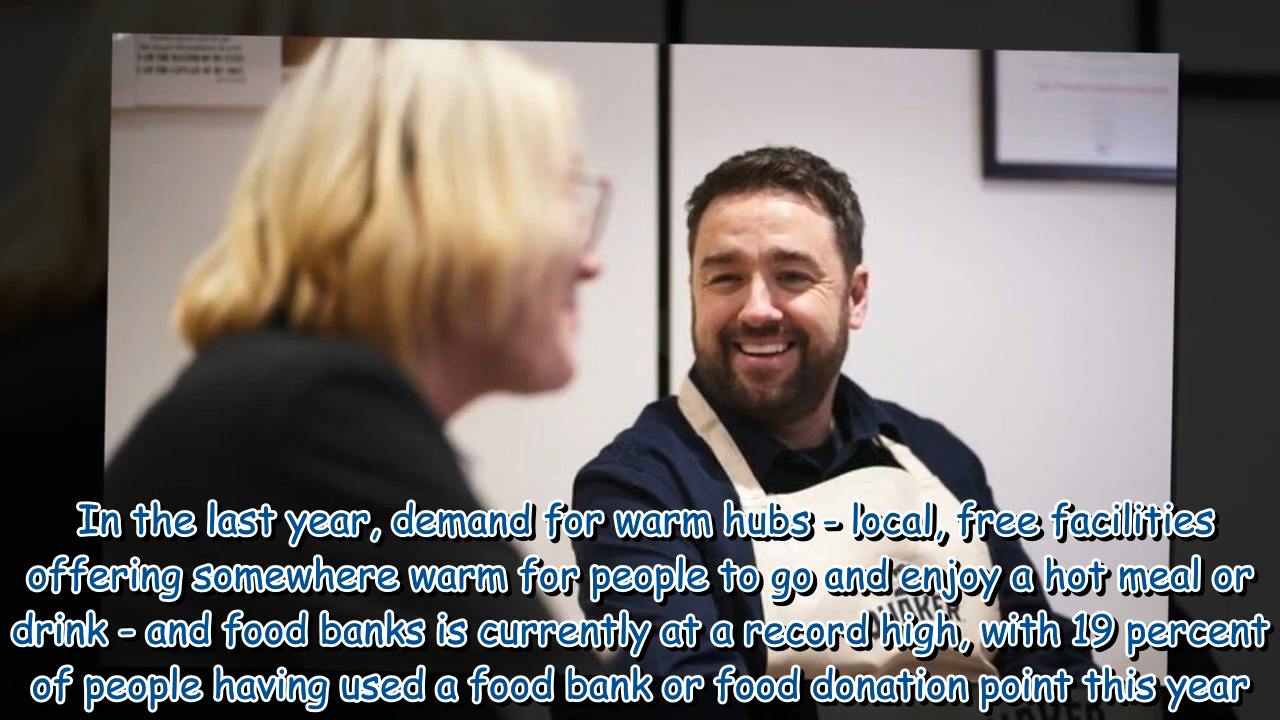 In the last year, demand for warm hubs - local, free facilities
offering somewhere warm for people to go and enjoy a hot meal or
drink - and food banks is currently at a record high, with 19 percent
of people having used a food bank or food donation point this year
QUAKER